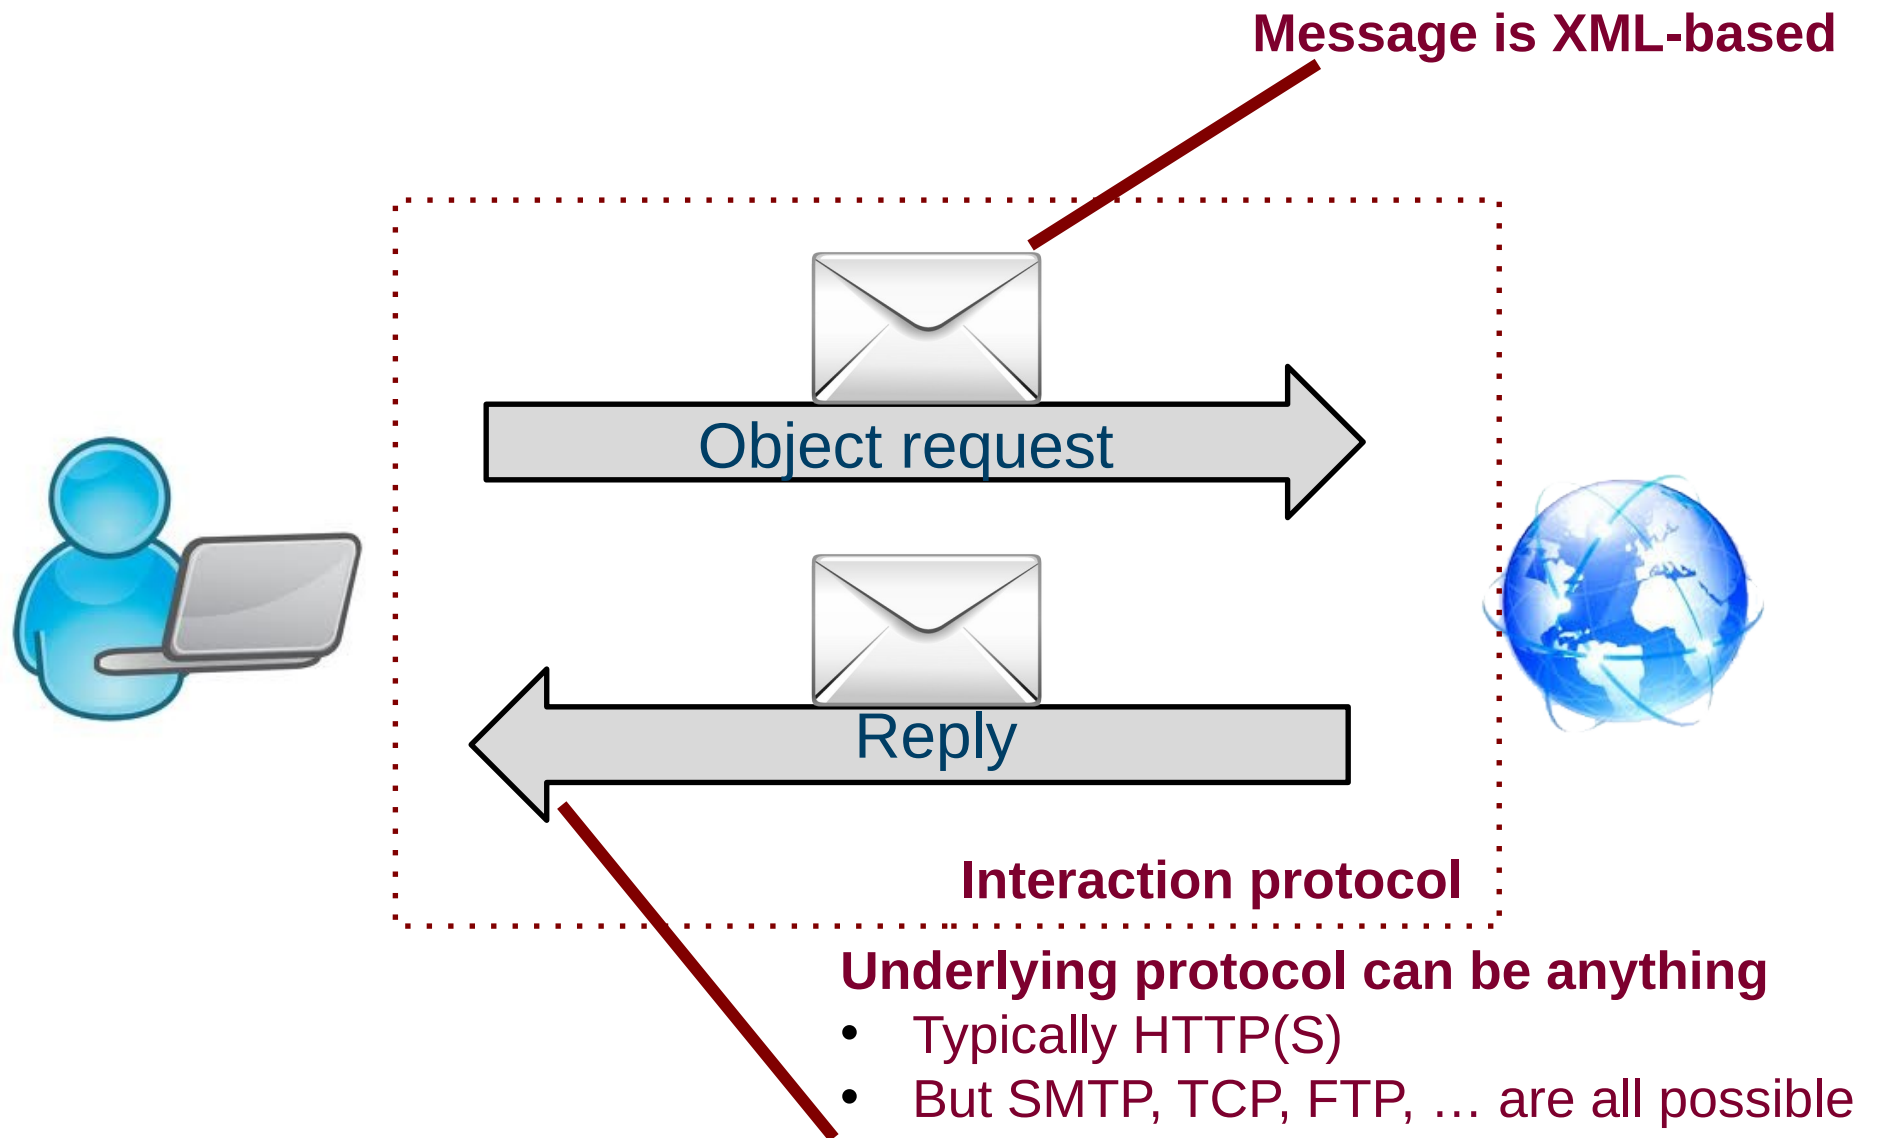 Message is XML-based
Object request
Reply
Interaction protocol
Underlying protocol can be anything
• Typically HTTP(S)
• But SMTP, TCP, FTP, … are all possible